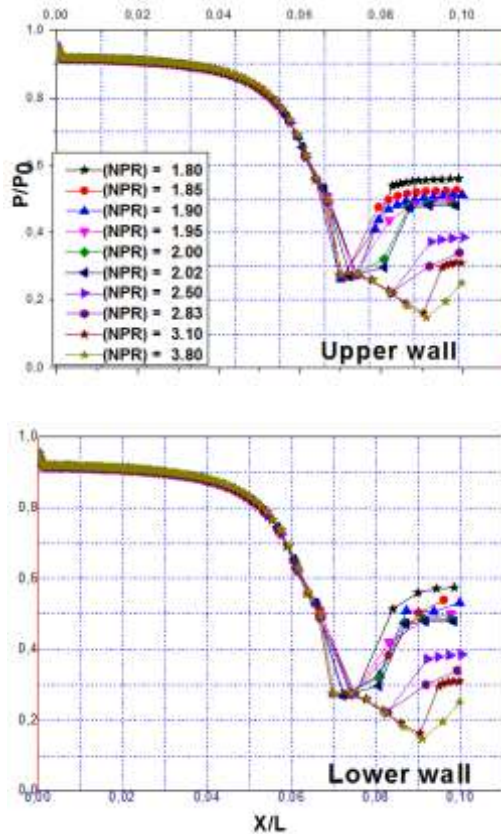 0.00 0.02 0.04 0.06 0.08 0.10
1.0
0.8
0.6
0.4
0.2
0.0
P/P0
(NPR) = 1.80
(NPR) = 1.85
(NPR) = 1.90
(NPR) = 1.95
(NPR) = 2.00
(NPR) = 2.02
(NPR) = 2.50
(NPR) = 2.83
(NPR) = 3.10
(NPR) = 3.80
Upper wall
1.0
0.8
0.6
0.4
0.2
0.0
Lower wall
0.00 0.02 0.04 0.06 0.08 0.10
X/L